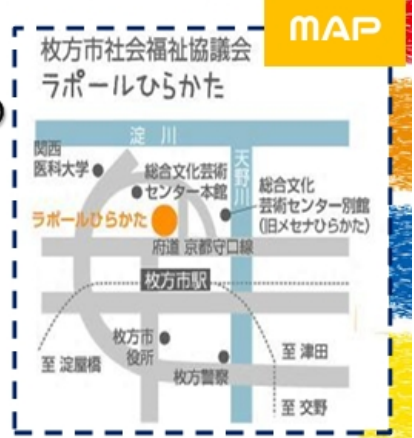 MAP
枚方市社会福祉協議会
ラポールひらかた
淀川
関西
医科大学
総合文化芸術
センター本館
天野川
総合文化
芸術センター別館
(旧メセナひらかた)
ラポールひらかた
府道 京都守口線
枚方市駅
枚方市
役所
至 淀屋橋
枚方警察
至 津田
至 交野